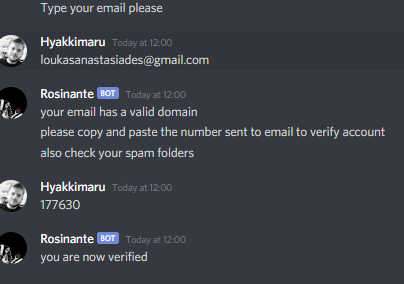 Type your email please
Hyakkimaru Today at 12:00
loukasanastasiades@gmail.com
Rosinante BOT Today at 12:00
your email has a valid domain
please copy and paste the number sent to email to verify account
also check your spam folders
Hyakkimaru Today at 12:00
177630
Rosinante BOT Today at 12:00
you are now verified